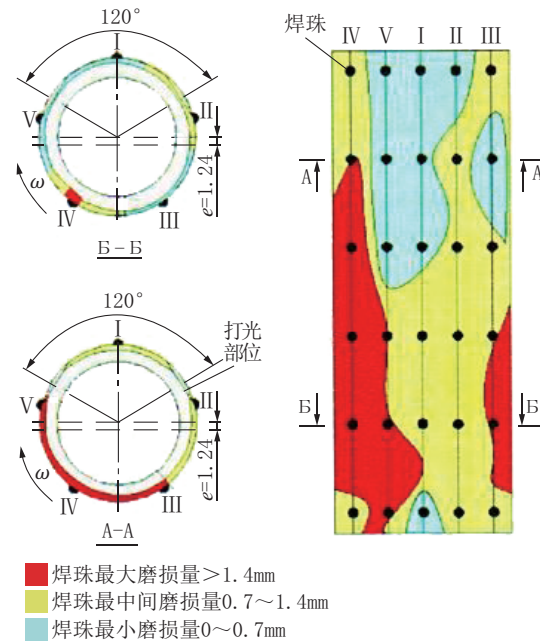 120°
I
II
III
IV
V
ω
e=1.24
Б-Б
120°
I
打光
部位
II
III
IV
V
ω
e=1.24
А-А
焊珠
IV V I II III
А А
Б Б
焊珠最大磨损量>1.4mm
焊珠最中间磨损量0.7~1.4mm
焊珠最小磨损量0~0.7mm